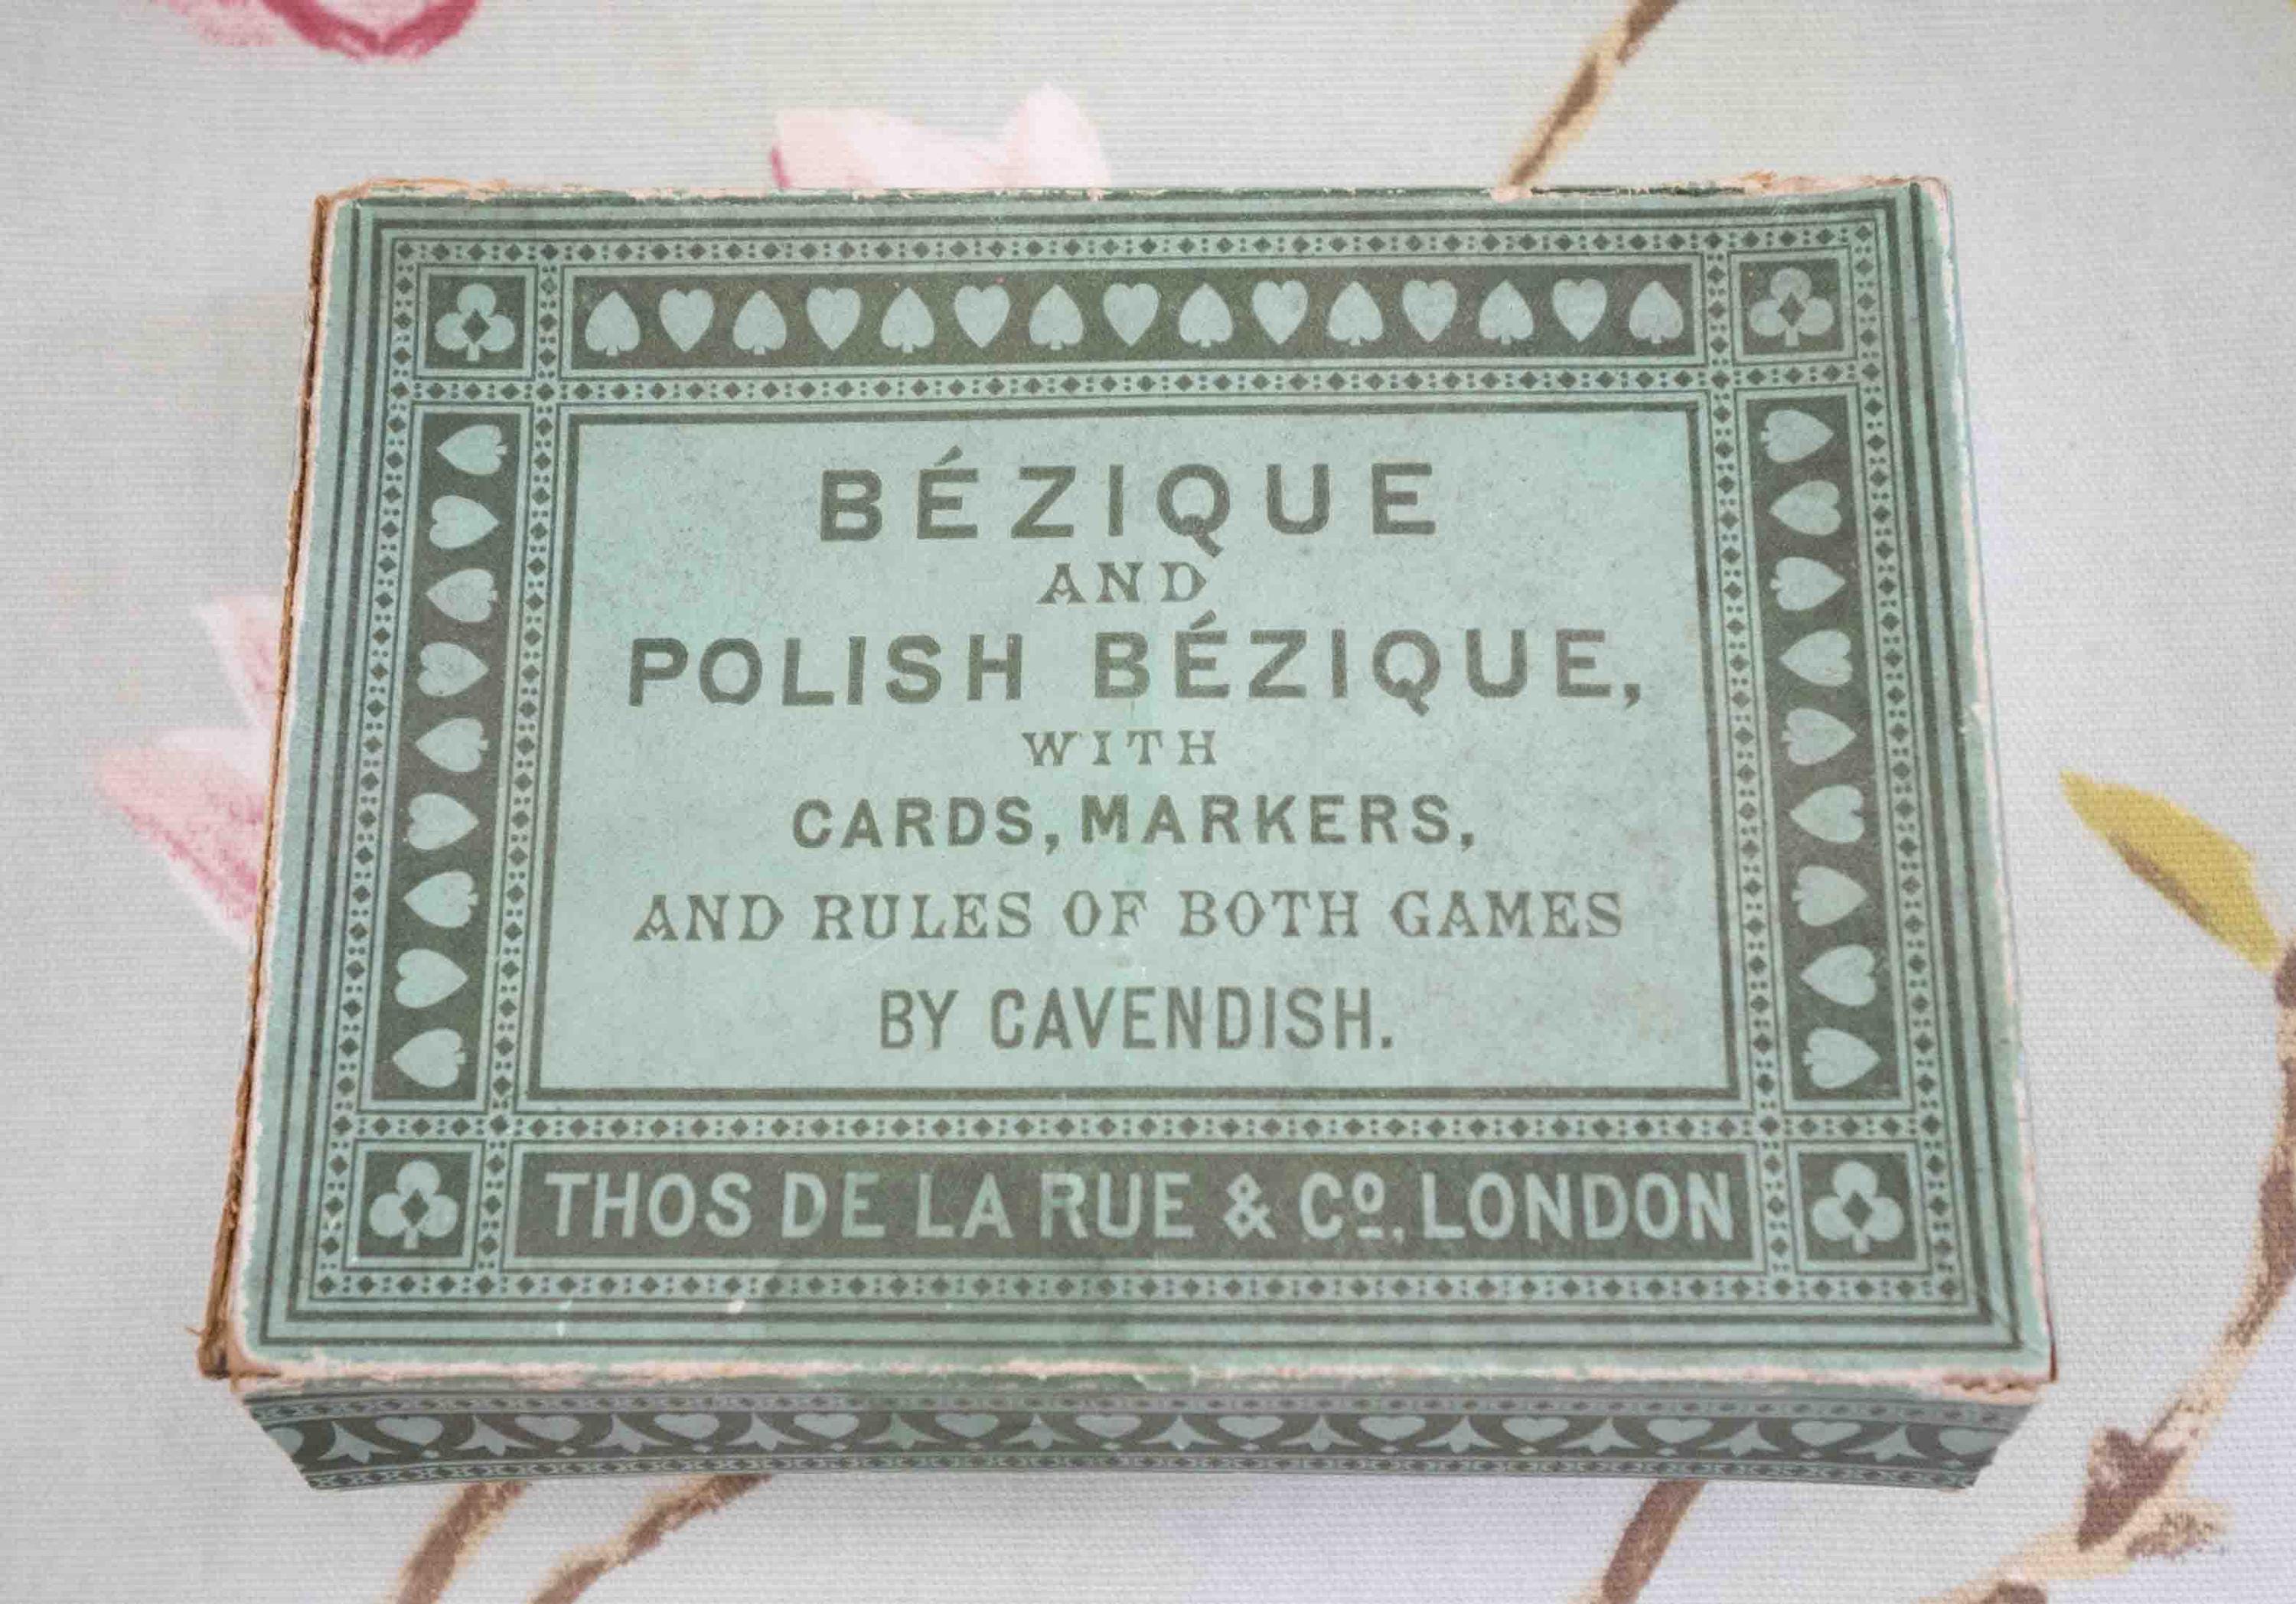 BÉZIQUE
AND
POLISH BÉZIQUE,
WITH
CARDS, MARKERS,
AND RULES OF BOTH GAMES
BY CAVENDISH.
THOS DE LA RUE & Cº. LONDON